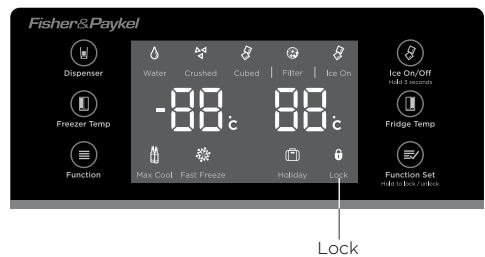 Fisher&Paykel
Dispenser
Water Crushed Cubed Filter Ice On
Ice On/Off
Hold 3 seconds
Freezer Temp
-88°c 88°c
Fridge Temp
Function
Max Cool Fast Freeze Holiday Lock
Function Set
Hold to lock / unlock
Lock